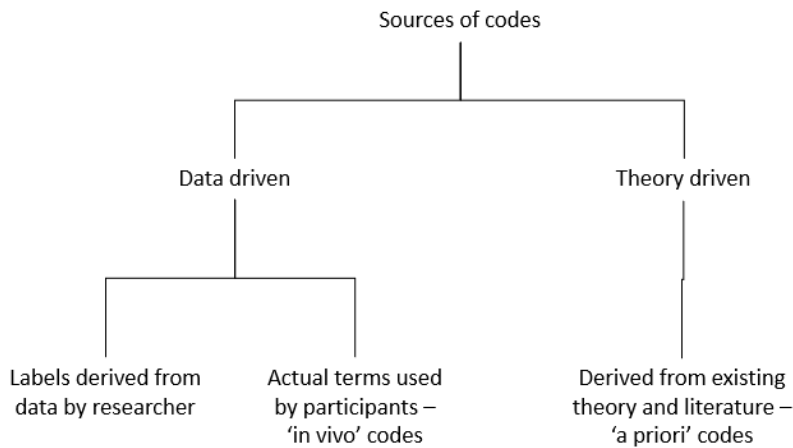 Sources of codes
Data driven
Theory driven
Labels derived from
data by researcher
Actual terms used
by participants –
‘in vivo’ codes
Derived from existing
theory and literature –
‘a priori’ codes